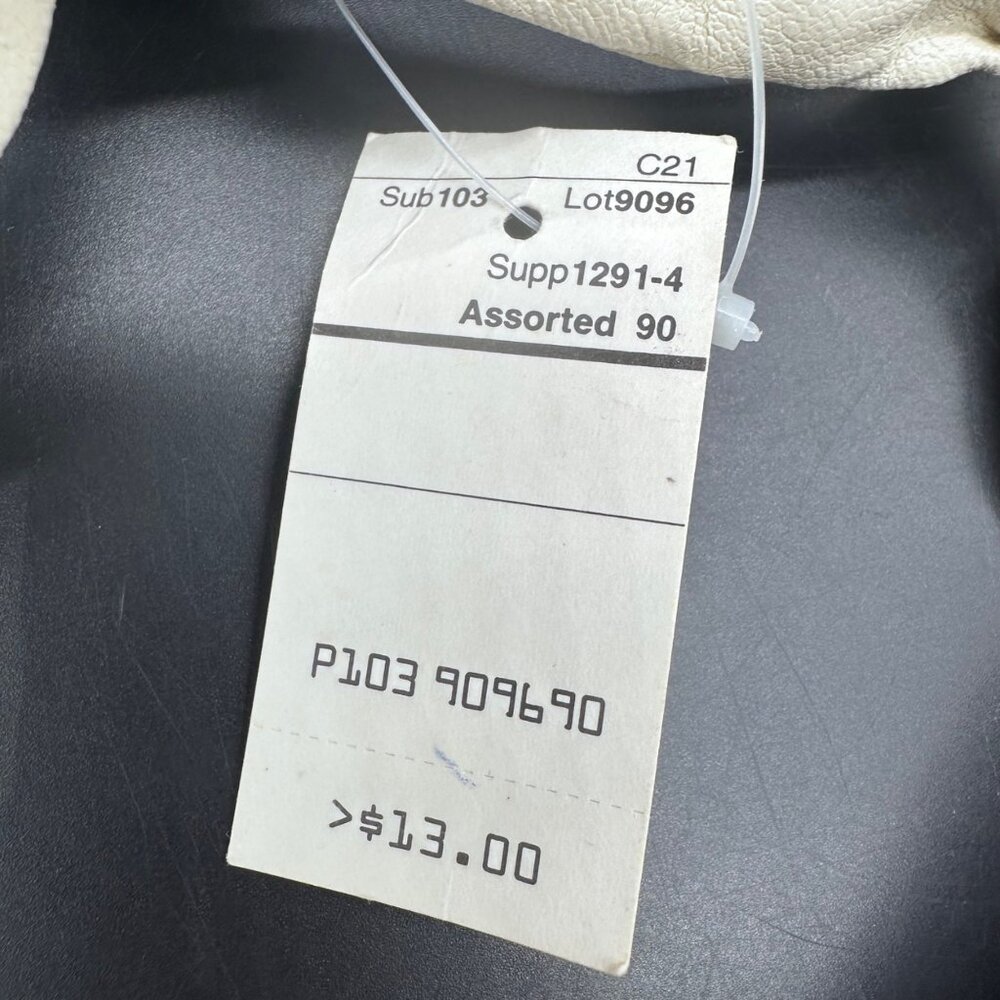 C21
Sub103 Lot9096
Supp1291-4
Assorted 90
P103 909690
>$13.00